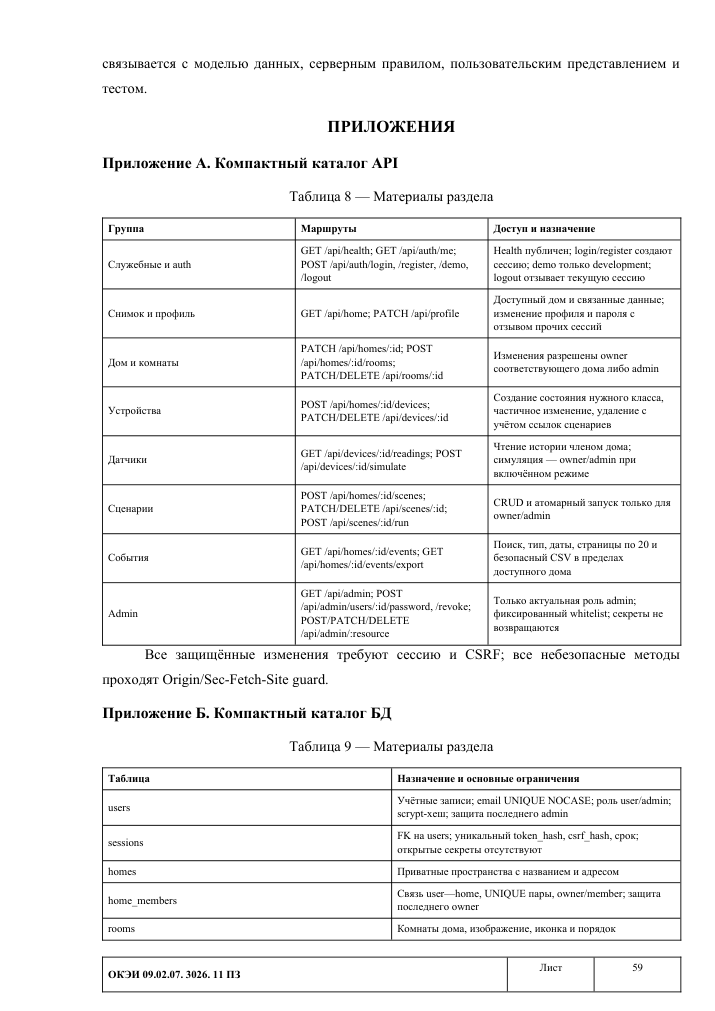 связывается с моделью данных, серверным правилом, пользовательским представлением и
тестом.
ПРИЛОЖЕНИЯ
Приложение А. Компактный каталог API
Таблица 8 — Материалы раздела
Группа
Маршруты
Доступ и назначение
Служебные и auth
GET /api/health; GET /api/auth/me;
POST /api/auth/login, /register, /demo,
/logout
Health публичен; login/register создают
сессию; demo только development;
logout отзывает текущую сессию
Снимок и профиль
GET /api/home; PATCH /api/profile
Доступный дом и связанные данные;
изменение профиля и пароля с
отзывом прочих сессий
Дом и комнаты
PATCH /api/homes/:id; POST
/api/homes/:id/rooms;
PATCH/DELETE /api/rooms/:id
Изменения разрешены owner
соответствующего дома либо admin
Устройства
POST /api/homes/:id/devices;
PATCH/DELETE /api/devices/:id
Создание состояния нужного класса,
частичное изменение, удаление с
учётом ссылок сценариев
Датчики
GET /api/devices/:id/readings; POST
/api/devices/:id/simulate
Чтение истории членом дома;
симуляция — owner/admin при
включённом режиме
Сценарии
POST /api/homes/:id/scenes;
PATCH/DELETE /api/scenes/:id;
POST /api/scenes/:id/run
CRUD и атомарный запуск только для
owner/admin
События
GET /api/homes/:id/events; GET
/api/homes/:id/events/export
Поиск, тип, даты, страницы по 20 и
безопасный CSV в пределах
доступного дома
Admin
GET /api/admin; POST
/api/admin/users/:id/password, /revoke;
POST/PATCH/DELETE
/api/admin/:resource
Только актуальная роль admin;
фиксированный whitelist; секреты не
возвращаются
Все защищённые изменения требуют сессию и CSRF; все небезопасные методы
проходят Origin/Sec-Fetch-Site guard.
Приложение Б. Компактный каталог БД
Таблица 9 — Материалы раздела
Таблица
Назначение и основные ограничения
users
Учётные записи; email UNIQUE NOCASE; роль user/admin;
scrypt-хеш; защита последнего admin
sessions
FK на users; уникальный token_hash, csrf_hash, срок;
открытые секреты отсутствуют
homes
Приватные пространства с названием и адресом
home_members
Связь user—home, UNIQUE пары, owner/member; защита
последнего owner
rooms
Комнаты дома, изображение, иконка и порядок
ОКЭИ 09.02.07. 3026. 11 ПЗ
Лист
59